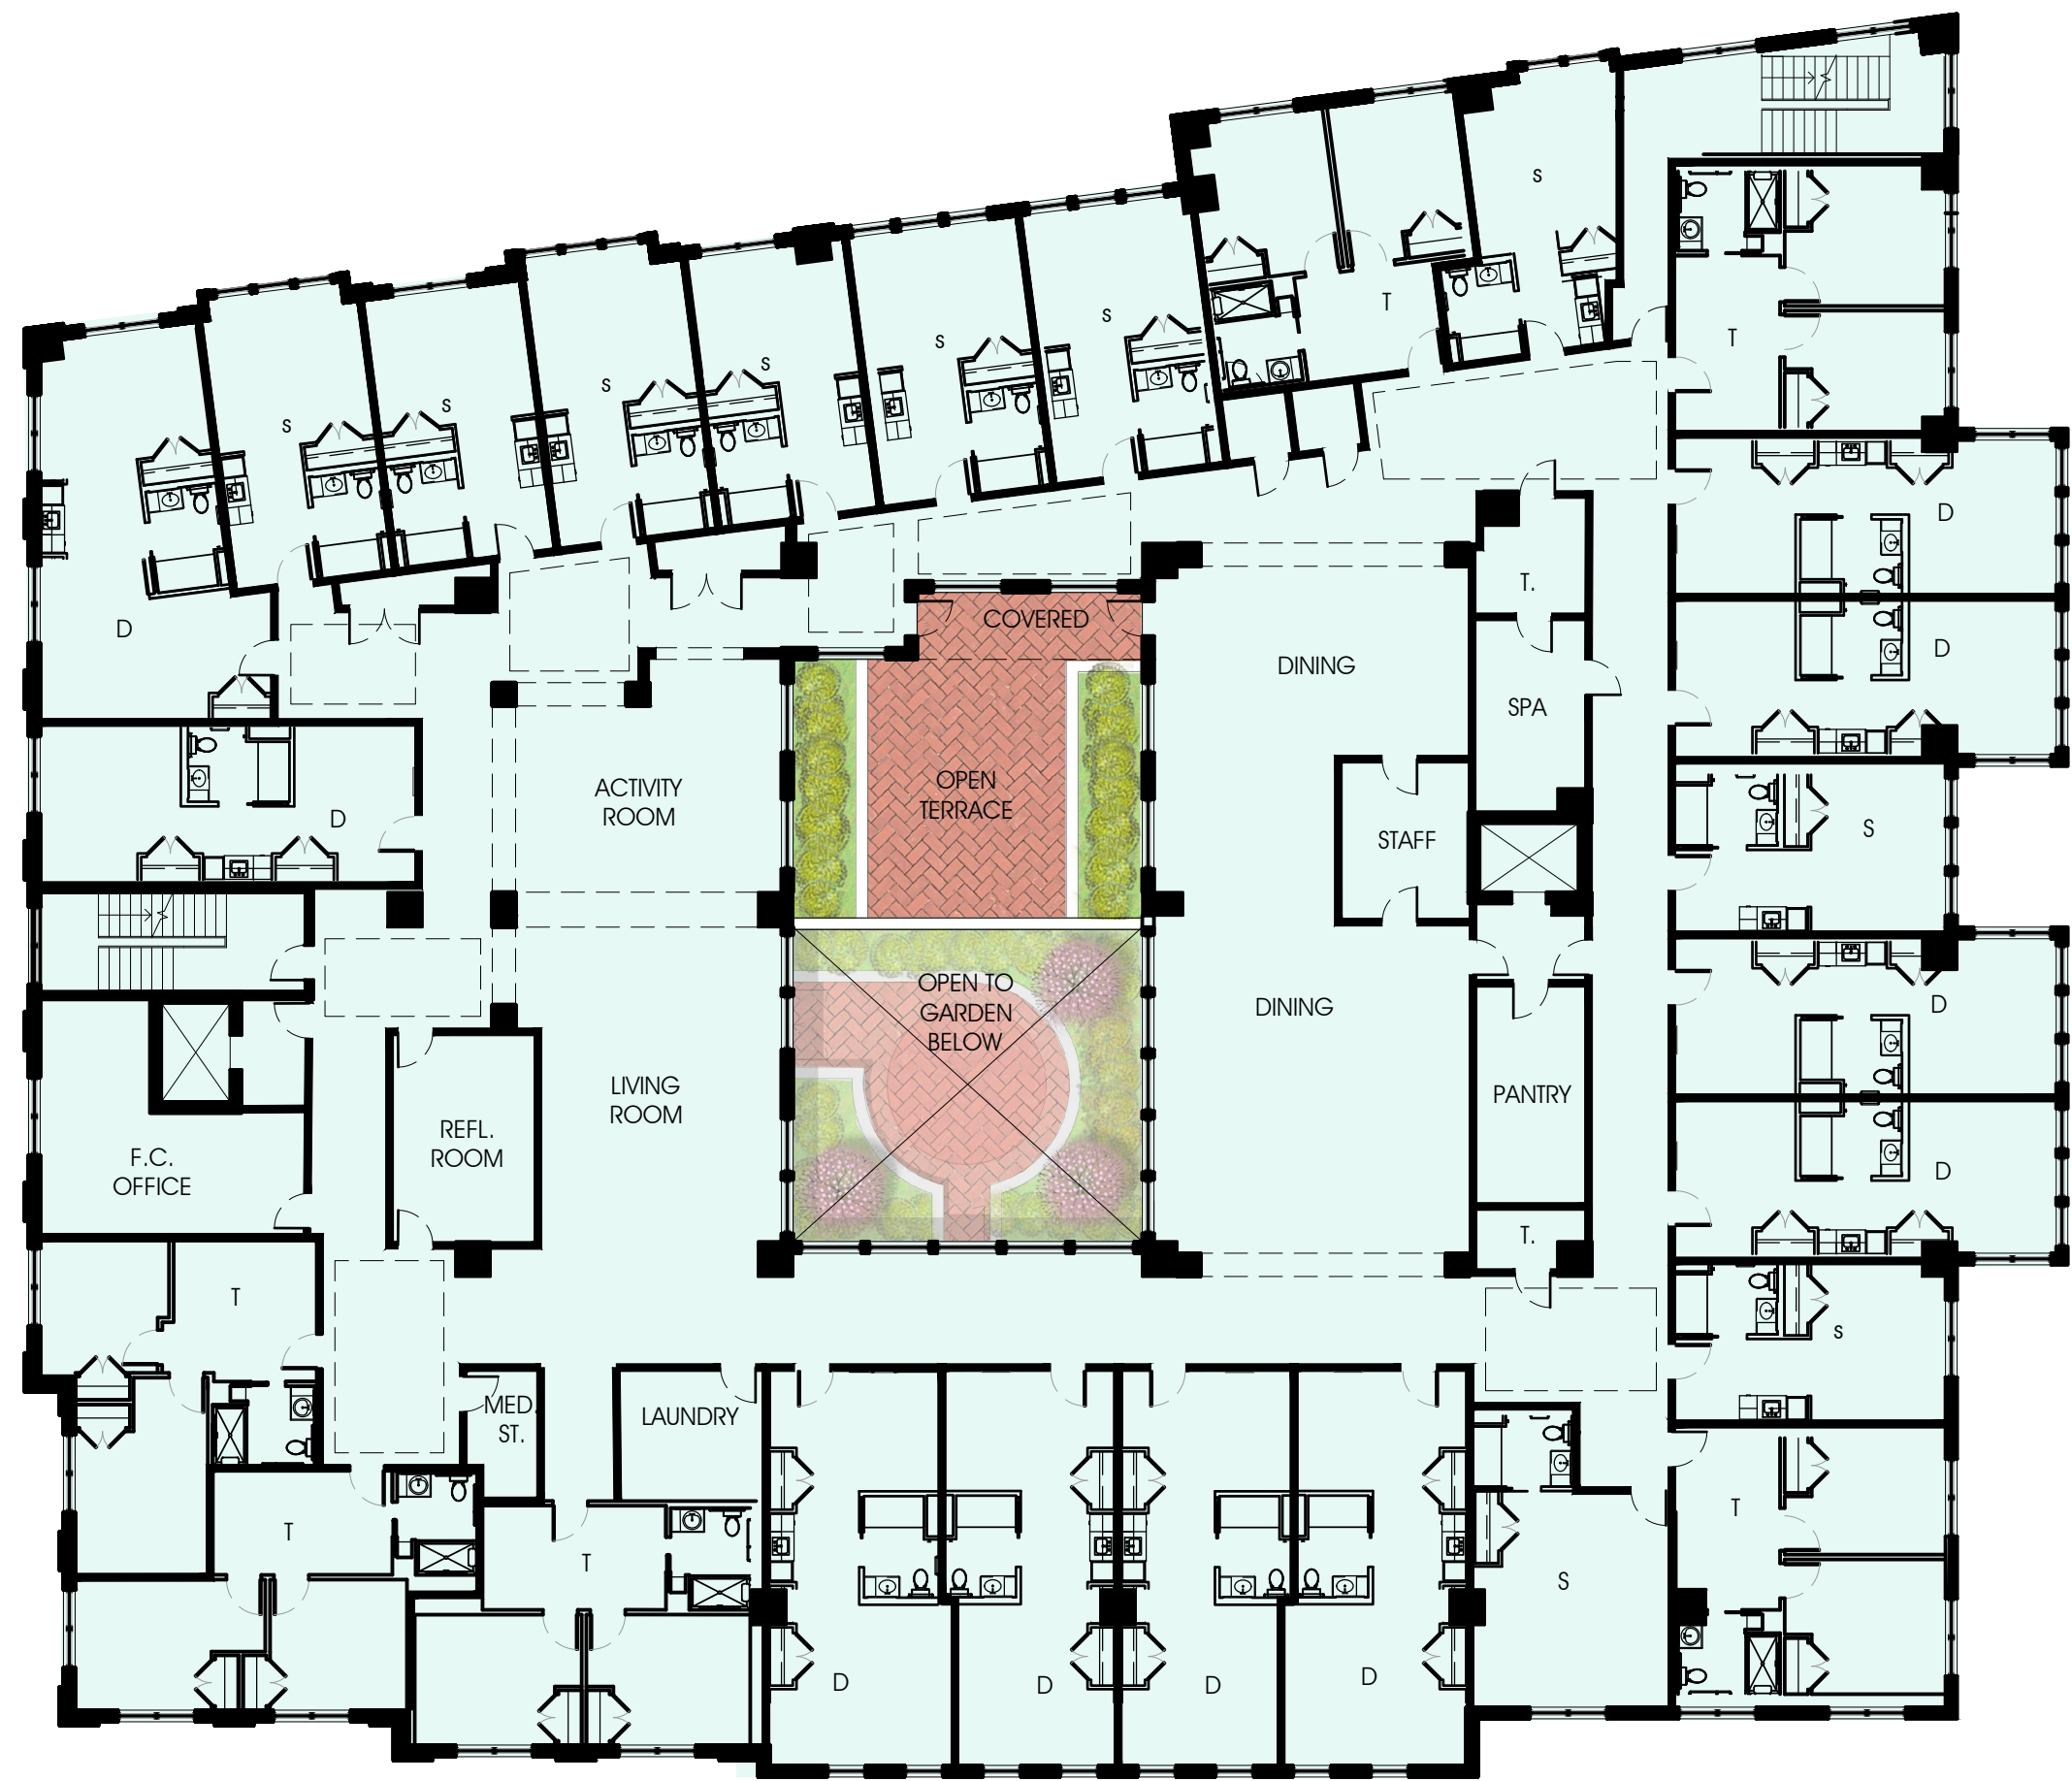 s
T
s
T
s
s
s
s
s
s
D
D
T.
COVERED
D
DINING
D
SPA
ACTIVITY
ROOM
OPEN
TERRACE
D
STAFF
S
OPEN TO
GARDEN
BELOW
DINING
D
LIVING
ROOM
PANTRY
REFL.
ROOM
F.C.
OFFICE
D
T.
T
s
MED.
ST.
LAUNDRY
T
T
T
S
D
D
D
D